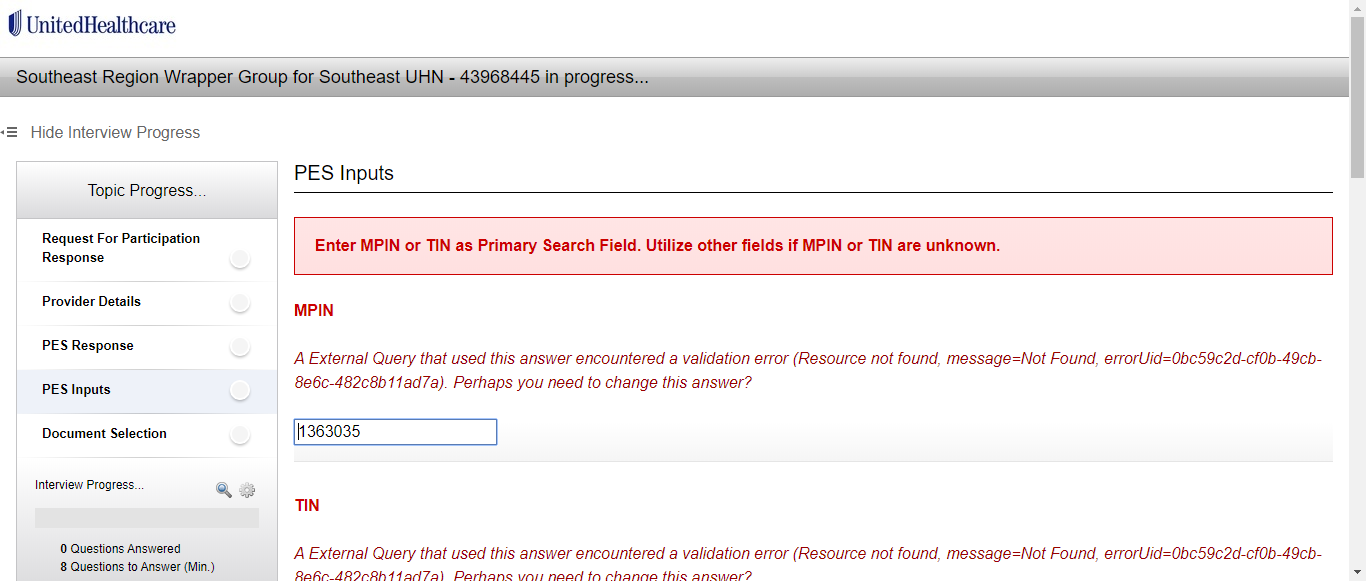 UnitedHealthcare
Southeast Region Wrapper Group for Southeast UHN - 43968445 in progress...
Hide Interview Progress
Topic Progress...
Request For Participation
Response
Provider Details
PES Response
PES Inputs
Document Selection
Interview Progress...
0 Questions Answered
8 Questions to Answer (Min.)
PES Inputs
Enter MPIN or TIN as Primary Search Field. Utilize other fields if MPIN or TIN are unknown.
MPIN
A External Query that used this answer encountered a validation error (Resource not found, message=Not Found, errorUid=0bc59c2d-cf0b-49cb-
8e6c-482c8b11ad7a). Perhaps you need to change this answer?
1363035
TIN
A External Query that used this answer encountered a validation error (Resource not found, message=Not Found, errorUid=0bc59c2d-cf0b-49cb-
8e6c-482c8b11ad7a). Perhaps you need to change this answer?